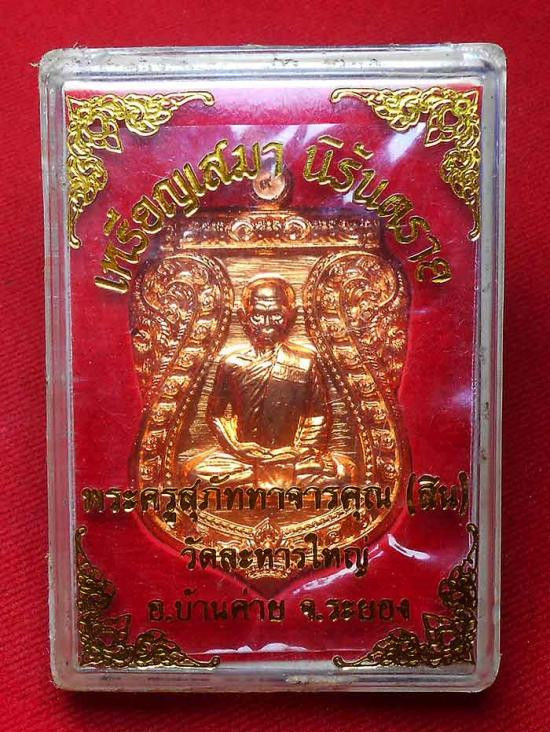 เหรียญเสมา นิรันตราย
พระครูสุภัททาจารคุณ (สิน)
วัดละหารใหญ่
อ.บ้านค่าย จ.ระยอง